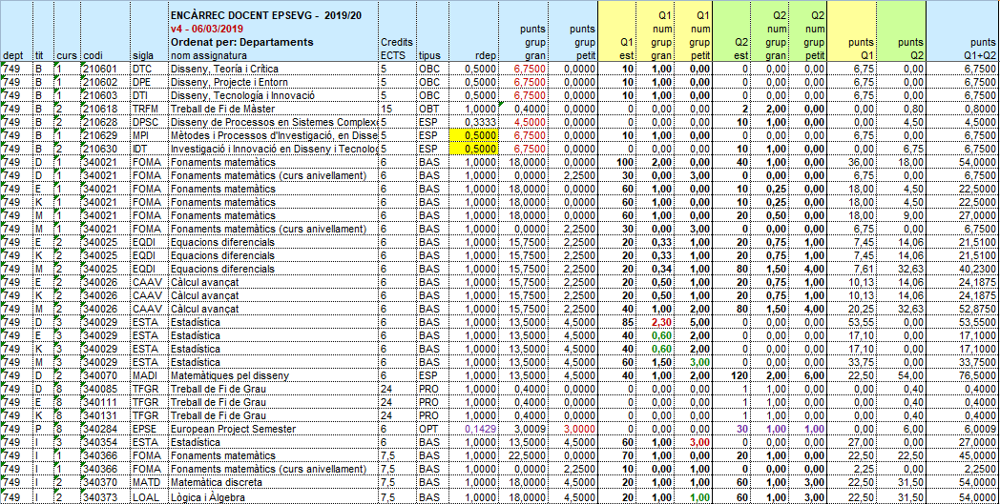 ENCÀRREC DOCENT EPSEVG - 2019/20 Q1 Q1 Q2 Q2
v4 - 06/03/2019 punts punts num num num num
Ordenat per: Departaments Credits grup grup Q1 grup grup Q2 grup grup punts punts punts
dept tit curs codi sigla nom assignatura ECTS tipus rdep gran petit est gran petit est gran petit Q1 Q2 Q1+Q2
749 B 1 210601 DTC Disseny, Teoría i Crítica 5 OBC 0,5000 6,7500 0,0000 10 1,00 0,00 0 0,00 0,00 6,75 0,00 6,7500
749 B 1 210602 DPE Disseny, Projecte i Entorn 5 OBC 0,5000 6,7500 0,0000 10 1,00 0,00 0 0,00 0,00 6,75 0,00 6,7500
749 B 1 210603 DTI Disseny, Tecnología i Innovació 5 OBC 0,5000 6,7500 0,0000 10 1,00 0,00 0 0,00 0,00 6,75 0,00 6,7500
749 B 2 210618 TRFM Treball de Fi de Màster 15 OBT 1,0000 0,4000 0,0000 0 0,00 0,00 2 2,00 0,00 0,00 0,80 0,8000
749 B 2 210628 DPSC Disseny de Processos en Sistemes Complexe 5 ESP 0,3333 4,5000 0,0000 0 0,00 0,00 10 1,00 0,00 0,00 4,50 4,5000
749 B 1 210629 MPI Mètodes i Processos d'Investigació, en Disse 5 ESP 0,5000 6,7500 0,0000 10 1,00 0,00 0 0,00 0,00 6,75 0,00 6,7500
749 B 2 210630 IDT Investigació i Innovació en Disseny i Tecnolog 5 ESP 0,5000 6,7500 0,0000 0 0,00 0,00 10 1,00 0,00 0,00 6,75 6,7500
749 D 1 340021 FOMA Fonaments matemàtics 6 BAS 1,0000 18,0000 0,0000 100 2,00 0,00 40 1,00 0,00 36,00 18,00 54,0000
749 D 1 340021 FOMA Fonaments matemàtics (curs anivellament) 6 BAS 1,0000 0,0000 2,2500 30 0,00 3,00 0 0,00 0,00 6,75 0,00 6,7500
749 E 1 340021 FOMA Fonaments matemàtics 6 BAS 1,0000 18,0000 0,0000 60 1,00 0,00 10 0,25 0,00 18,00 4,50 22,5000
749 K 1 340021 FOMA Fonaments matemàtics 6 BAS 1,0000 18,0000 0,0000 60 1,00 0,00 10 0,25 0,00 18,00 4,50 22,5000
749 M 1 340021 FOMA Fonaments matemàtics 6 BAS 1,0000 18,0000 0,0000 60 1,00 0,00 20 0,50 0,00 18,00 9,00 27,0000
749 M 1 340021 FOMA Fonaments matemàtics (curs anivellament) 6 BAS 1,0000 0,0000 2,2500 30 0,00 3,00 0 0,00 0,00 6,75 0,00 6,7500
749 E 2 340025 EQDI Equacions diferencials 6 BAS 1,0000 15,7500 2,2500 20 0,33 1,00 20 0,75 1,00 7,45 14,06 21,5100
749 K 2 340025 EQDI Equacions diferencials 6 BAS 1,0000 15,7500 2,2500 20 0,33 1,00 20 0,75 1,00 7,45 14,06 21,5100
749 M 2 340025 EQDI Equacions diferencials 6 BAS 1,0000 15,7500 2,2500 20 0,34 1,00 80 1,50 4,00 7,61 32,63 40,2300
749 E 2 340026 CAAV Càlcul avançat 6 BAS 1,0000 15,7500 2,2500 20 0,50 1,00 20 0,75 1,00 10,13 14,06 24,1875
749 K 2 340026 CAAV Càlcul avançat 6 BAS 1,0000 15,7500 2,2500 20 0,50 1,00 20 0,75 1,00 10,13 14,06 24,1875
749 M 2 340026 CAAV Càlcul avançat 6 BAS 1,0000 15,7500 2,2500 40 1,00 2,00 80 1,50 4,00 20,25 32,63 52,8750
749 D 3 340029 ESTA Estadística 6 BAS 1,0000 13,5000 4,5000 85 2,30 5,00 0 0,00 0,00 53,55 0,00 53,5500
749 E 3 340029 ESTA Estadística 6 BAS 1,0000 13,5000 4,5000 40 0,60 2,00 0 0,00 0,00 17,10 0,00 17,1000
749 K 3 340029 ESTA Estadística 6 BAS 1,0000 13,5000 4,5000 40 0,60 2,00 0 0,00 0,00 17,10 0,00 17,1000
749 M 3 340029 ESTA Estadística 6 BAS 1,0000 13,5000 4,5000 60 1,50 3,00 0 0,00 0,00 33,75 0,00 33,7500
749 D 2 340070 MADI Matemàtiques pel disseny 6 ESP 1,0000 13,5000 4,5000 40 1,00 2,00 120 2,00 6,00 22,50 54,00 76,5000
749 D 8 340085 TFGR Treball de Fi de Grau 24 PRO 1,0000 0,4000 0,0000 0 0,00 0,00 1 1,00 0,00 0,00 0,40 0,4000
749 E 8 340111 TFGR Treball de Fi de Grau 24 PRO 1,0000 0,4000 0,0000 0 0,00 0,00 1 1,00 0,00 0,00 0,40 0,4000
749 K 8 340131 TFGR Treball de Fi de Grau 24 PRO 1,0000 0,4000 0,0000 0 0,00 0,00 1 1,00 0,00 0,00 0,40 0,4000
749 P 8 340284 EPSE European Project Semester 6 OPT 0,1429 3,0009 3,0000 0 0,00 0,00 30 1,00 1,00 0,00 6,00 6,0009
749 I 3 340354 ESTA Estadística 6 BAS 1,0000 13,5000 4,5000 60 1,00 3,00 0 0,00 0,00 27,00 0,00 27,0000
749 I 1 340366 FOMA Fonaments matemàtics 7,5 BAS 1,0000 22,5000 0,0000 70 1,00 0,00 20 1,00 0,00 22,50 22,50 45,0000
749 I 1 340366 FOMA Fonaments matemàtics (curs anivellament) 7,5 BAS 1,0000 0,0000 2,2500 10 0,00 1,00 0 0,00 0,00 2,25 0,00 2,2500
749 I 2 340370 MATD Matemàtica discreta 7,5 BAS 1,0000 18,0000 4,5000 20 1,00 1,00 60 1,00 3,00 22,50 31,50 54,0000
749 I 2 340373 LOAL Lògica i Àlgebra 7,5 BAS 1,0000 18,0000 4,5000 20 1,00 1,00 60 1,00 3,00 22,50 31,50 54,0000